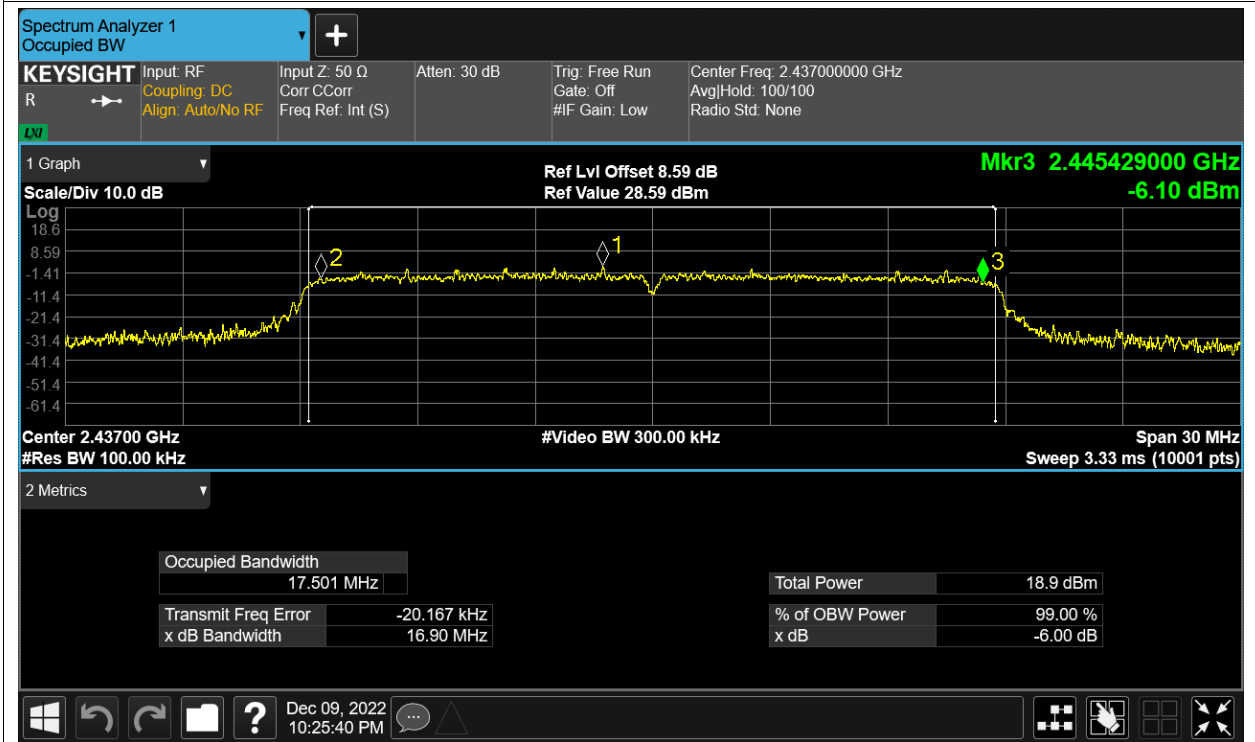 Spectrum Analyzer 1
Occupied BW
KEYSIGHT
R
LXI
Input: RF
Coupling: DC
Align: Auto/No RF
Input Z: 50 Ω
Corr CCorr
Freq Ref: Int (S)
Atten: 30 dB
Trig: Free Run
Gate: Off
#IF Gain: Low
Center Freq: 2.437000000 GHz
Avg|Hold: 100/100
Radio Std: None
1 Graph
Scale/Div 10.0 dB
Ref Lvl Offset 8.59 dB
Ref Value 28.59 dBm
Mkr3 2.445429000 GHz
-6.10 dBm
Log
18.6
8.59
-1.41
-11.4
-21.4
-31.4
-41.4
-51.4
-61.4
2
1
3
Center 2.43700 GHz
#Video BW 300.00 kHz
Span 30 MHz
#Res BW 100.00 kHz
Sweep 3.33 ms (10001 pts)
2 Metrics
Occupied Bandwidth
17.501 MHz
Transmit Freq Error -20.167 kHz
x dB Bandwidth 16.90 MHz
Total Power 18.9 dBm
% of OBW Power 99.00 %
x dB -6.00 dB
?
Dec 09, 2022
10:25:40 PM